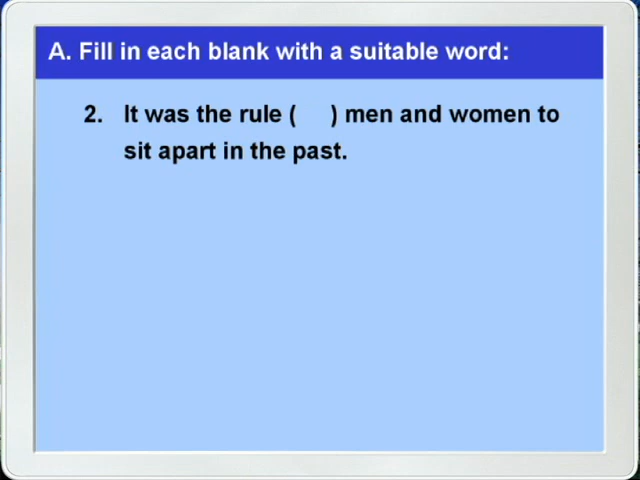 A. Fill in each blank with a suitable word:
2. It was the rule ( ) men and women to
sit apart in the past.